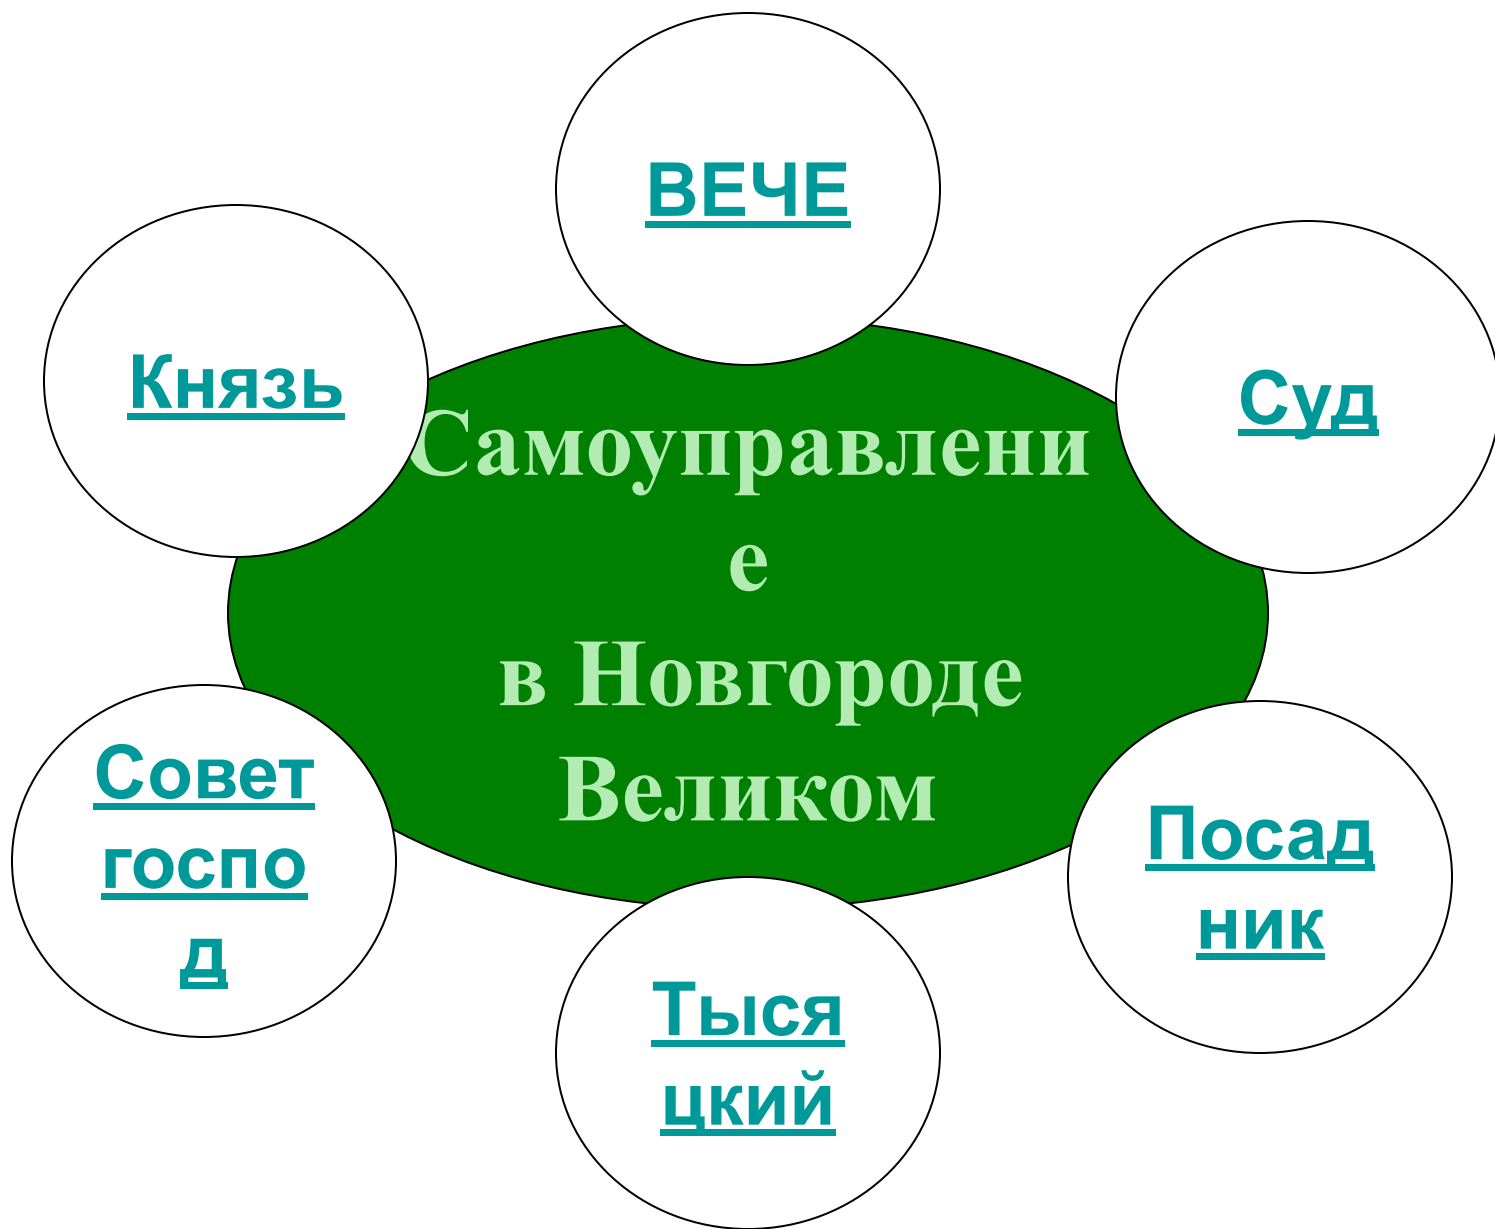 ВЕЧЕ
Князь
Суд
Самоуправлени
е
в Новгороде
Великом
Совет
госпо
д
Посад
ник
Тыся
цкий